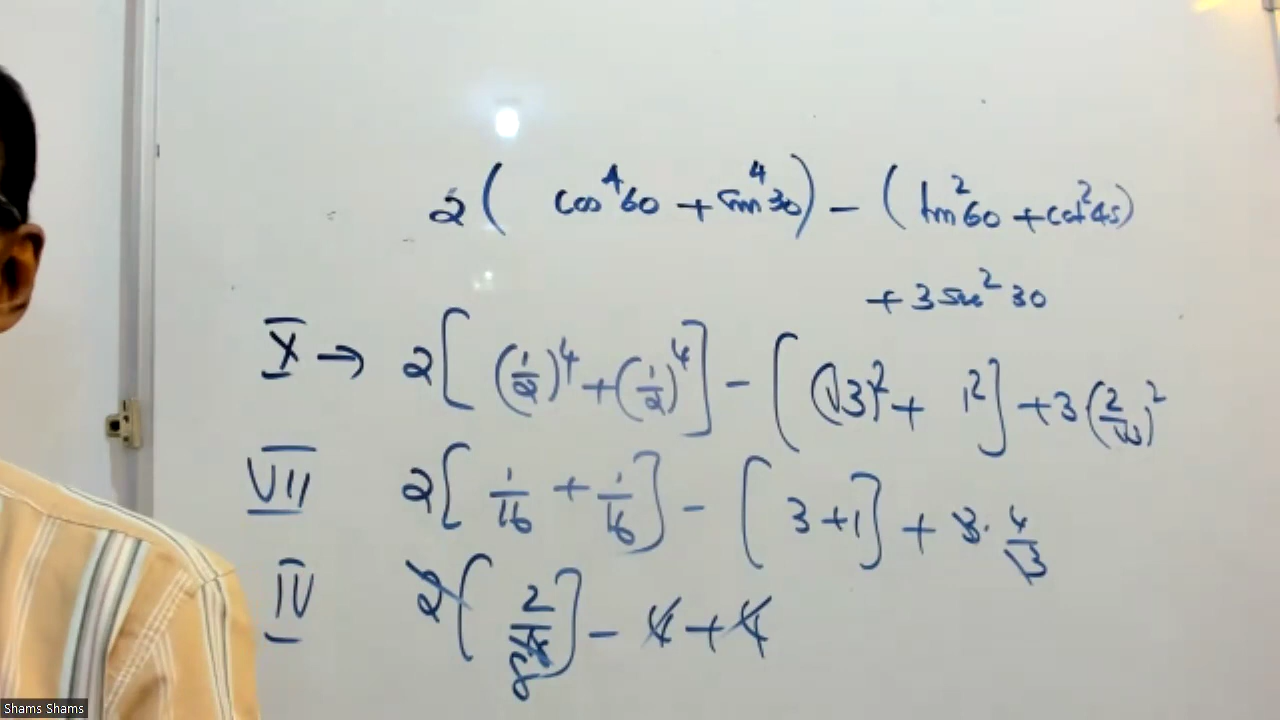 2( cos⁴60 + sin⁴30) - ( tan²60 + cot²45)
+ 3 sec²30
X → 2[ (1/2)⁴ + (1/2)⁴ ] - [ (√3)² + 1² ] + 3(2/√3)²
VII 2[ 1/16 + 1/16 ] - [ 3 + 1 ] + 3 · 4/√3
IV 2[ 2/16 8 ] - 4 + 4
Shams Shams